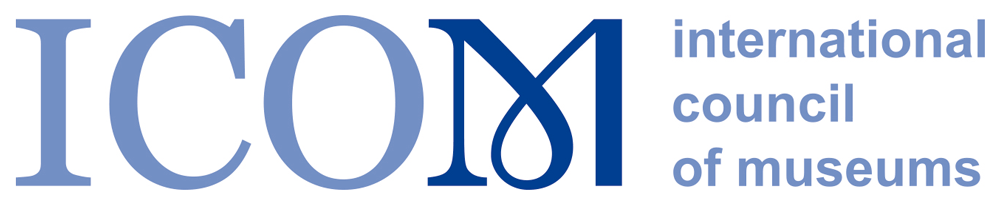 ICOM
international
council
of museums